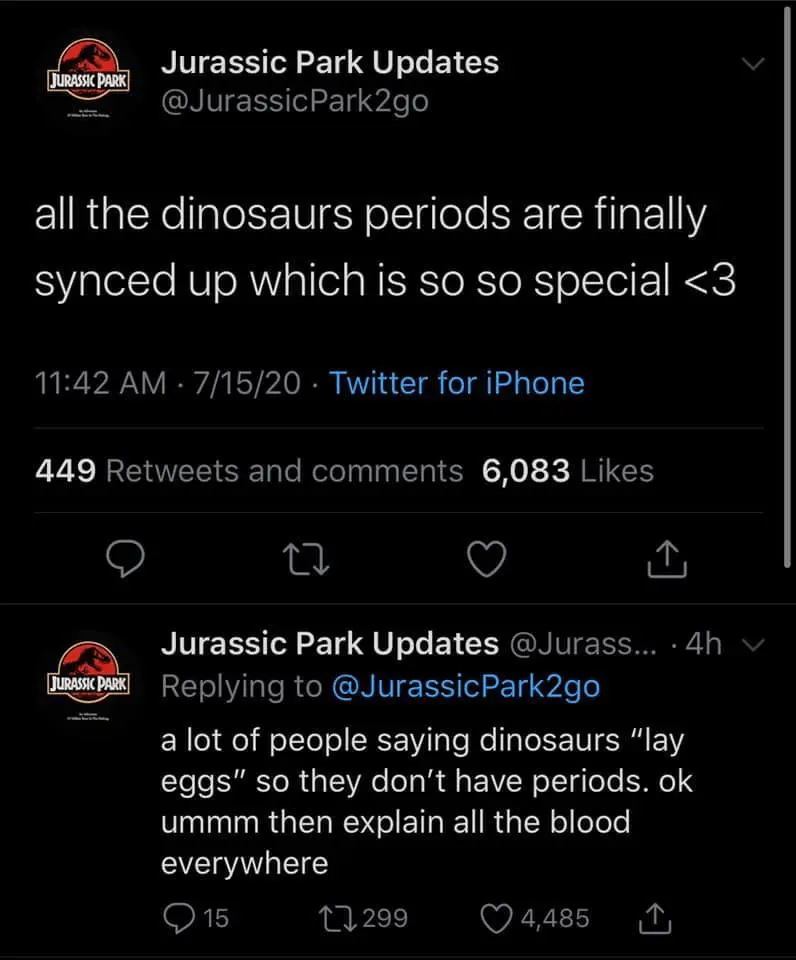 JURASSIC PARK
Jurassic Park Updates
@JurassicPark2go
all the dinosaurs periods are finally
synced up which is so so special <3
11:42 AM · 7/15/20 · Twitter for iPhone
449 Retweets and comments 6,083 Likes
JURASSIC PARK
Jurassic Park Updates @Jurass... · 4h
Replying to @JurassicPark2go
a lot of people saying dinosaurs “lay
eggs” so they don’t have periods. ok
ummm then explain all the blood
everywhere
15 299 4,485